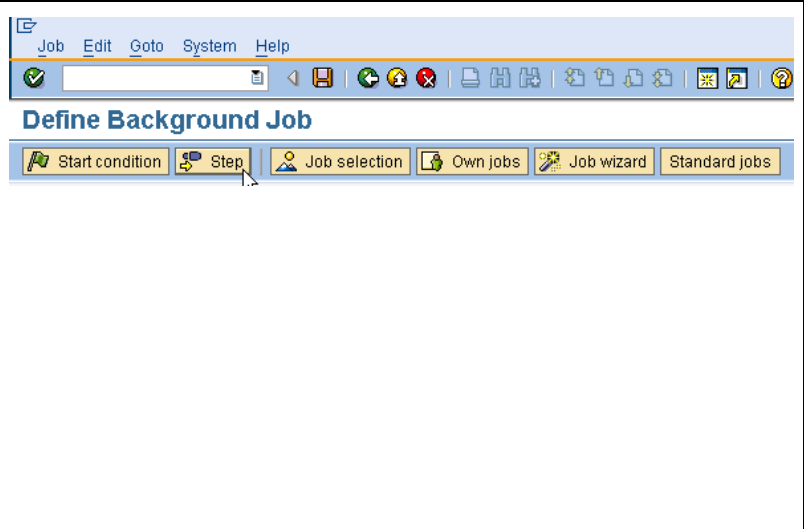 Job Edit Goto System Help
Define Background Job
Start condition Step Job selection Own jobs Job wizard Standard jobs